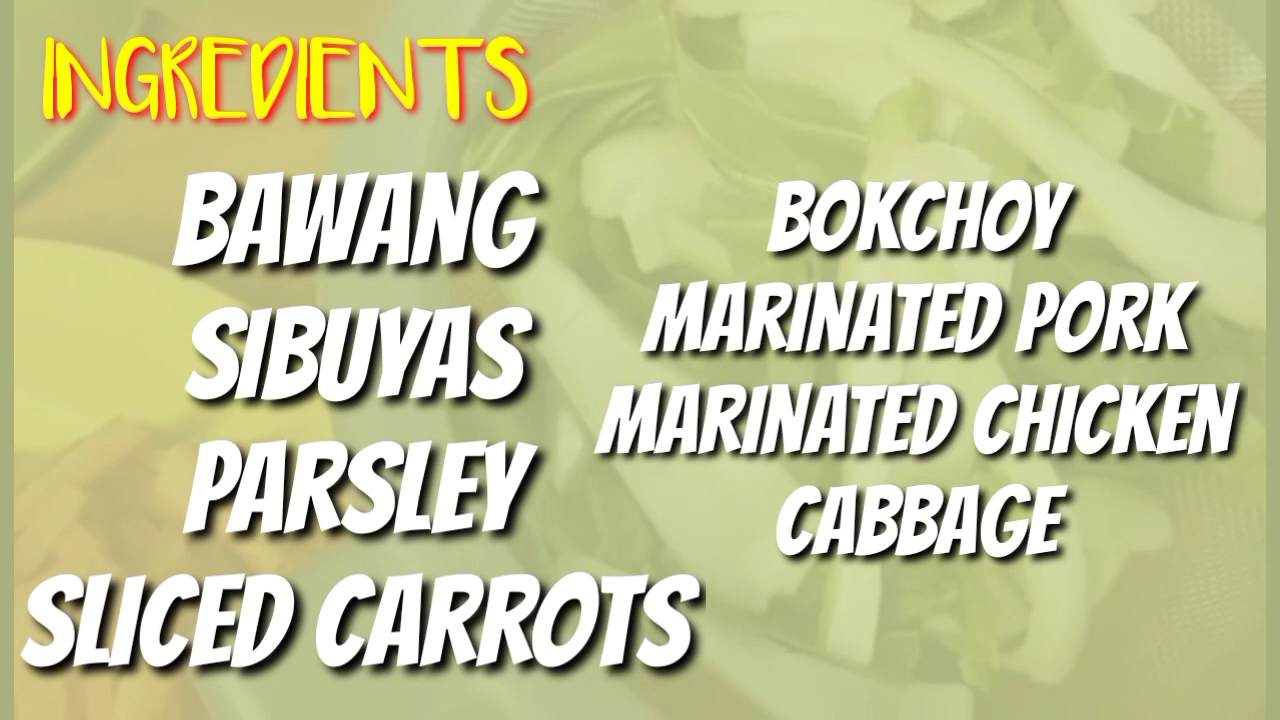 INGREDIENTS
BAWANG
SIBUYAS
PARSLEY
SLICED CARROTS
BOKCHOY
MARINATED PORK
MARINATED CHICKEN
CABBAGE